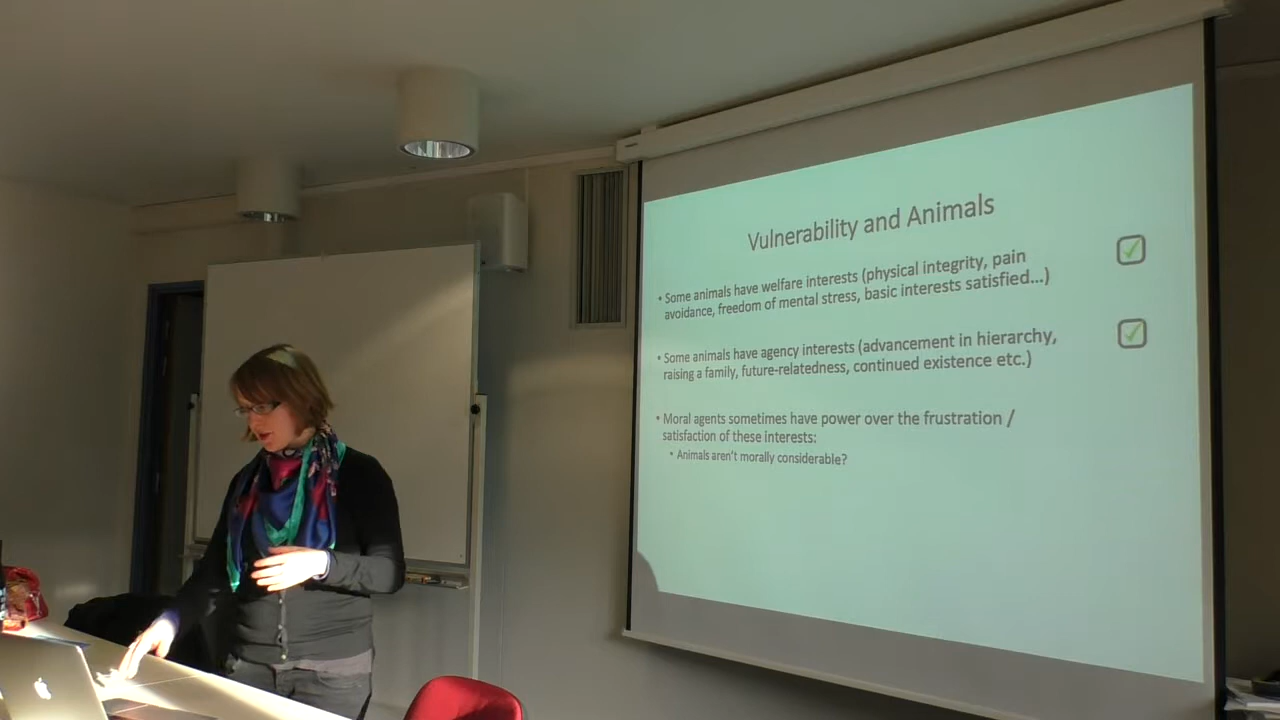 Vulnerability and Animals
• Some animals have welfare interests (physical integrity, pain
avoidance, freedom of mental stress, basic interests satisfied...)
• Some animals have agency interests (advancement in hierarchy,
raising a family, future-relatedness, continued existence etc.)
• Moral agents sometimes have power over the frustration /
satisfaction of these interests:
• Animals aren't morally considerable?